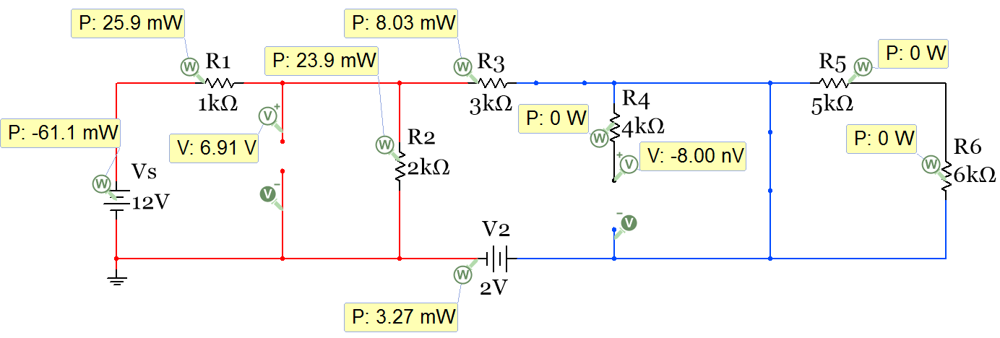 P: 25.9 mW
P: 8.03 mW
P: 23.9 mW
P: 0 W
R1
1kΩ
R3
3kΩ
R5
5kΩ
P: -61.1 mW
V: 6.91 V
R2
2kΩ
P: 0 W
R4
4kΩ
V: -8.00 nV
P: 0 W
R6
6kΩ
Vs
12V
V2
2V
P: 3.27 mW
W
W
W
W
V
+
W
W
+
V
W
W
V
-
-
V
W